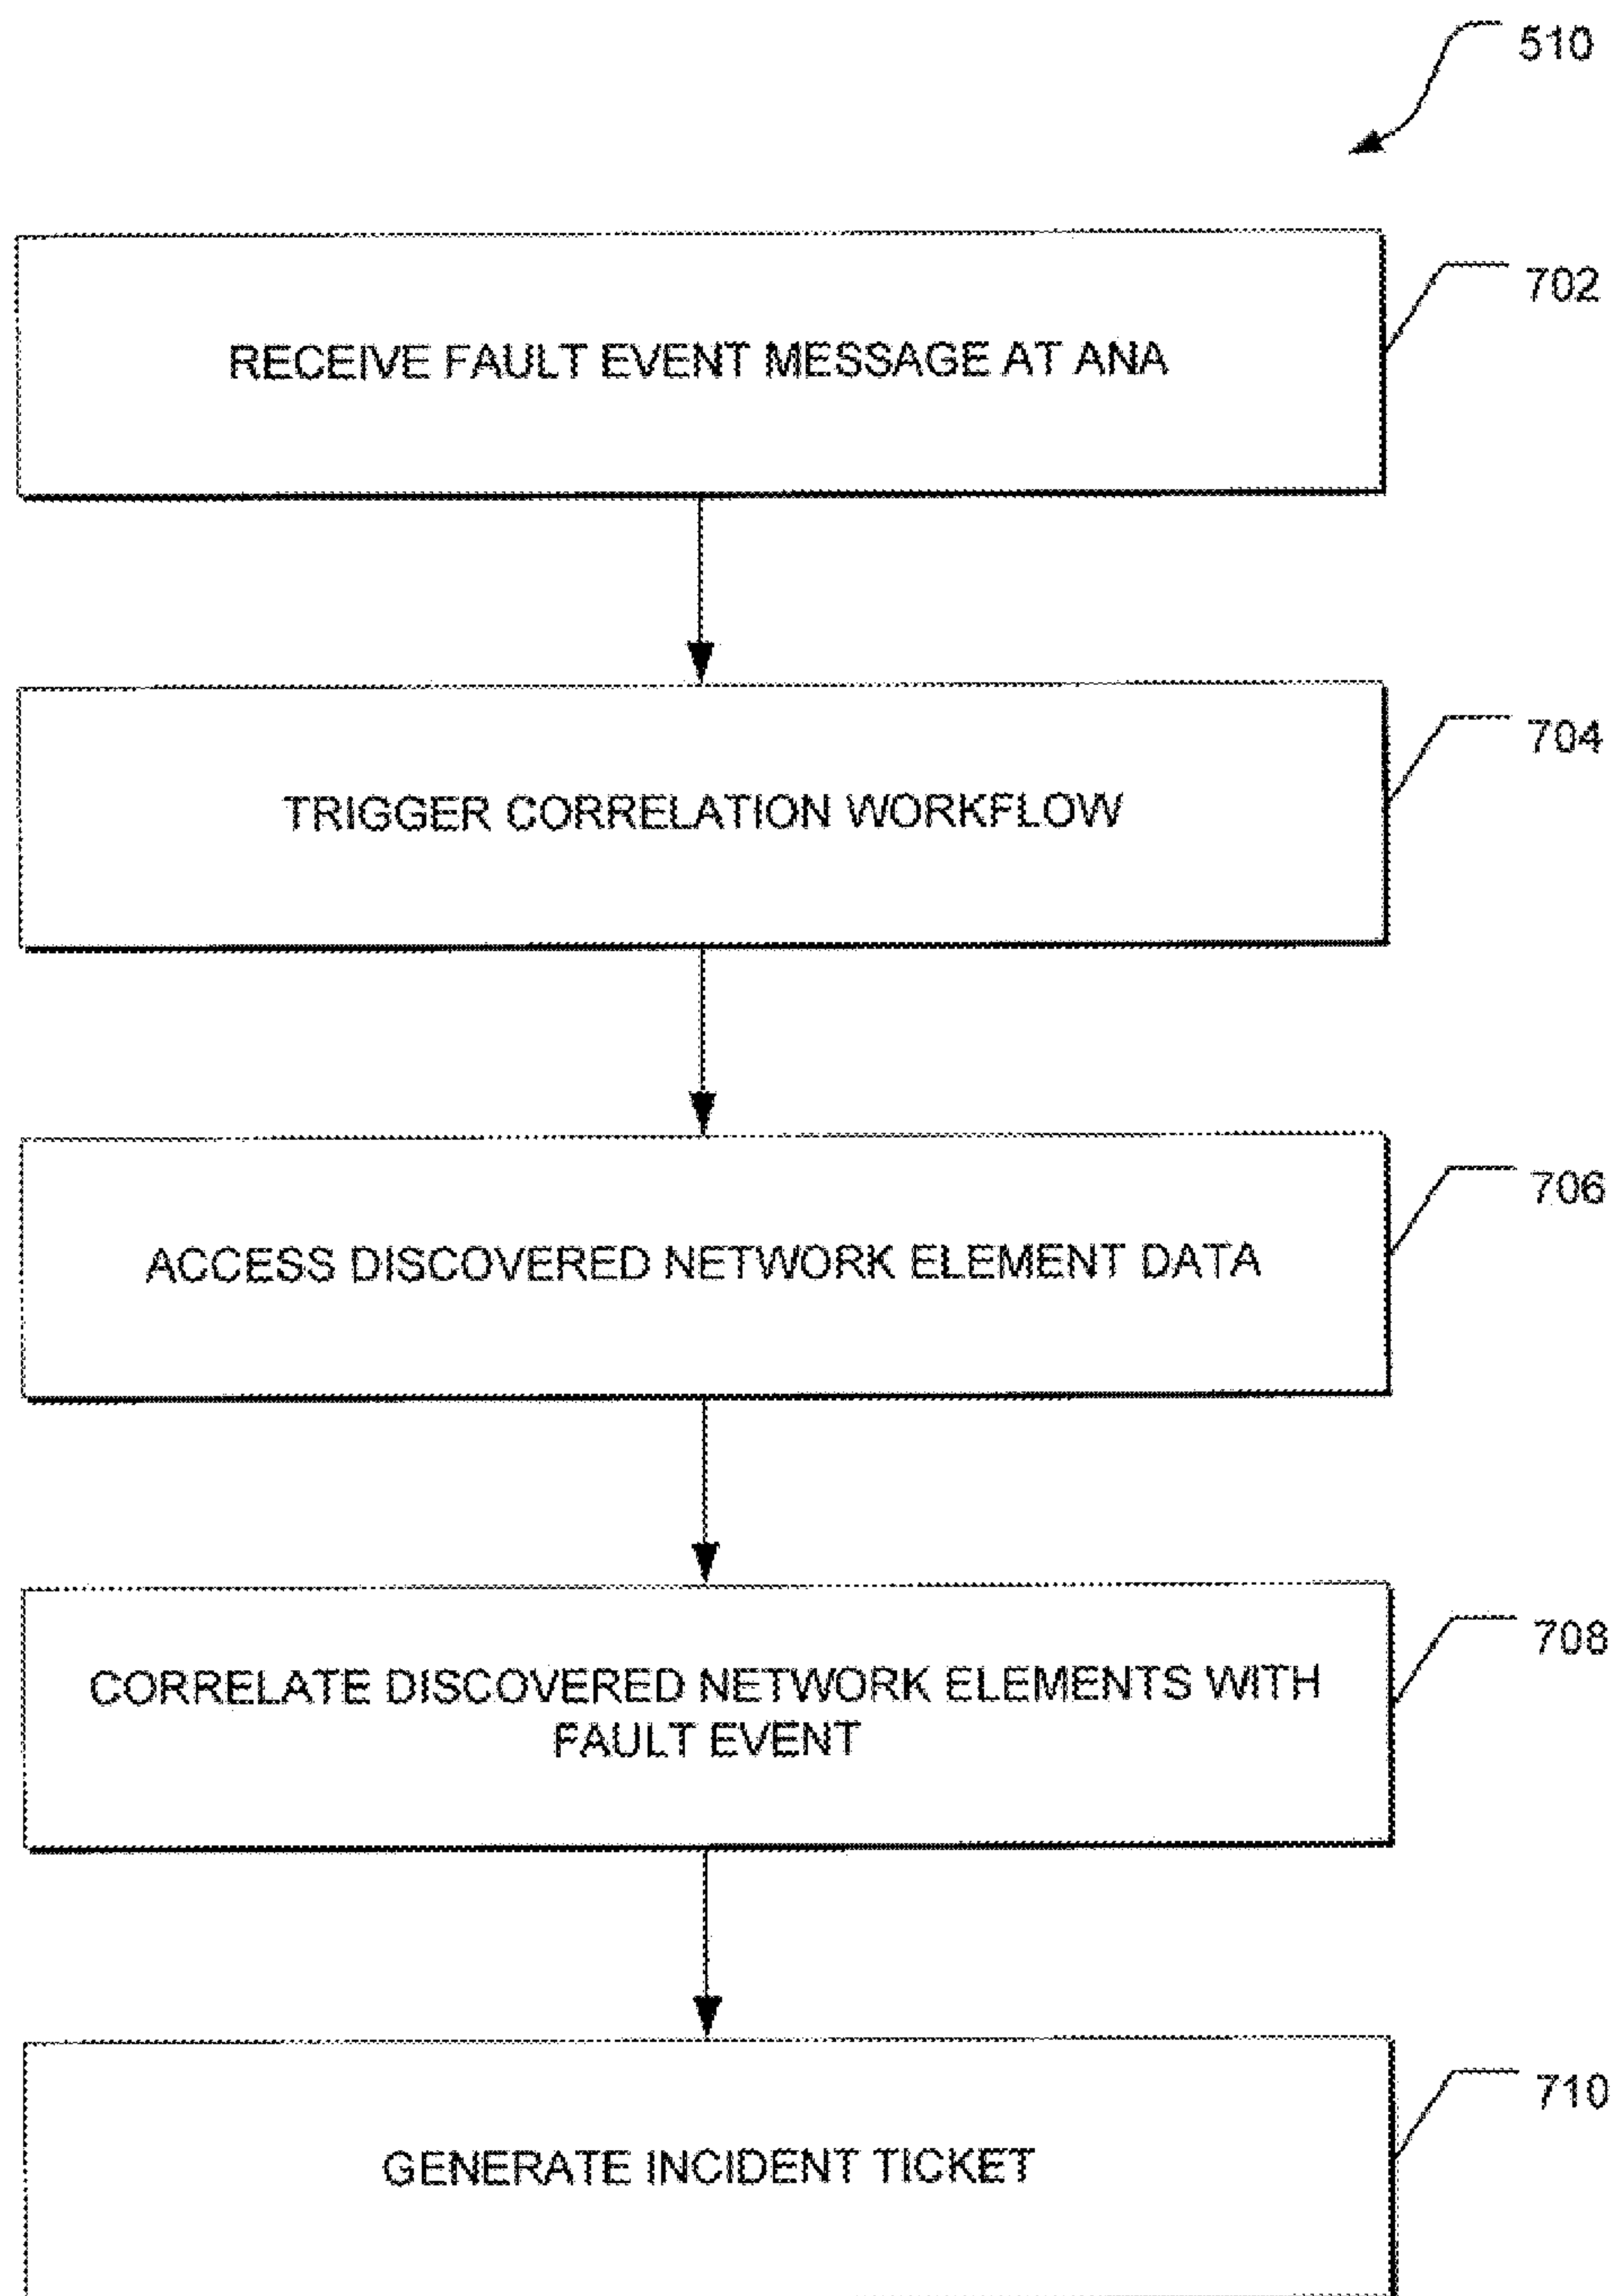 510
702
RECEIVE FAULT EVENT MESSAGE AT ANA
704
TRIGGER CORRELATION WORKFLOW
706
ACCESS DISCOVERED NETWORK ELEMENT DATA
708
CORRELATE DISCOVERED NETWORK ELEMENTS WITH
FAULT EVENT
710
GENERATE INCIDENT TICKET